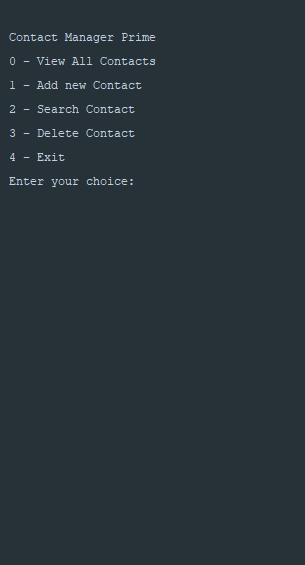 Contact Manager Prime
0 - View All Contacts
1 - Add new Contact
2 - Search Contact
3 - Delete Contact
4 - Exit
Enter your choice: